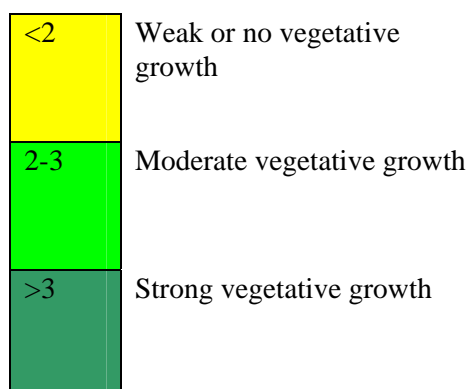 <2 Weak or no vegetative
growth
2-3 Moderate vegetative growth
>3 Strong vegetative growth